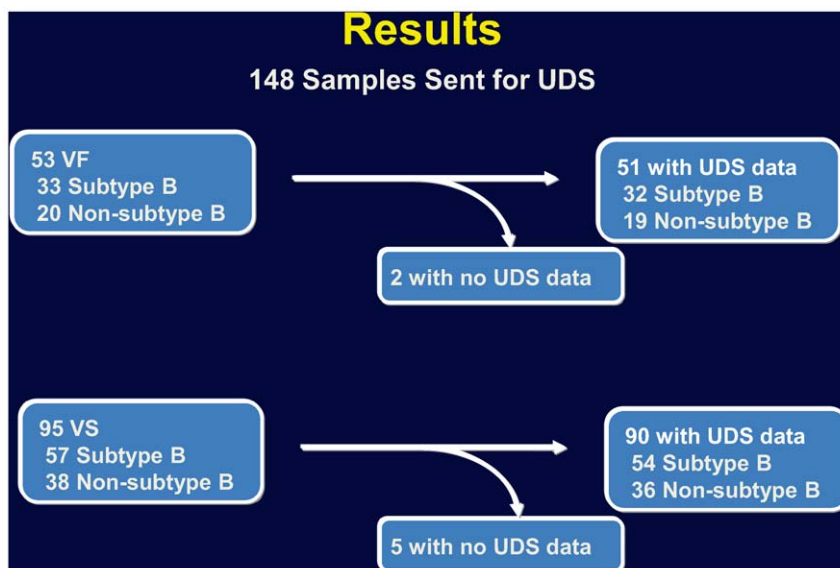 Results
148 Samples Sent for UDS
53 VF
33 Subtype B
20 Non-subtype B
51 with UDS data
32 Subtype B
19 Non-subtype B
2 with no UDS data
95 VS
57 Subtype B
38 Non-subtype B
90 with UDS data
54 Subtype B
36 Non-subtype B
5 with no UDS data